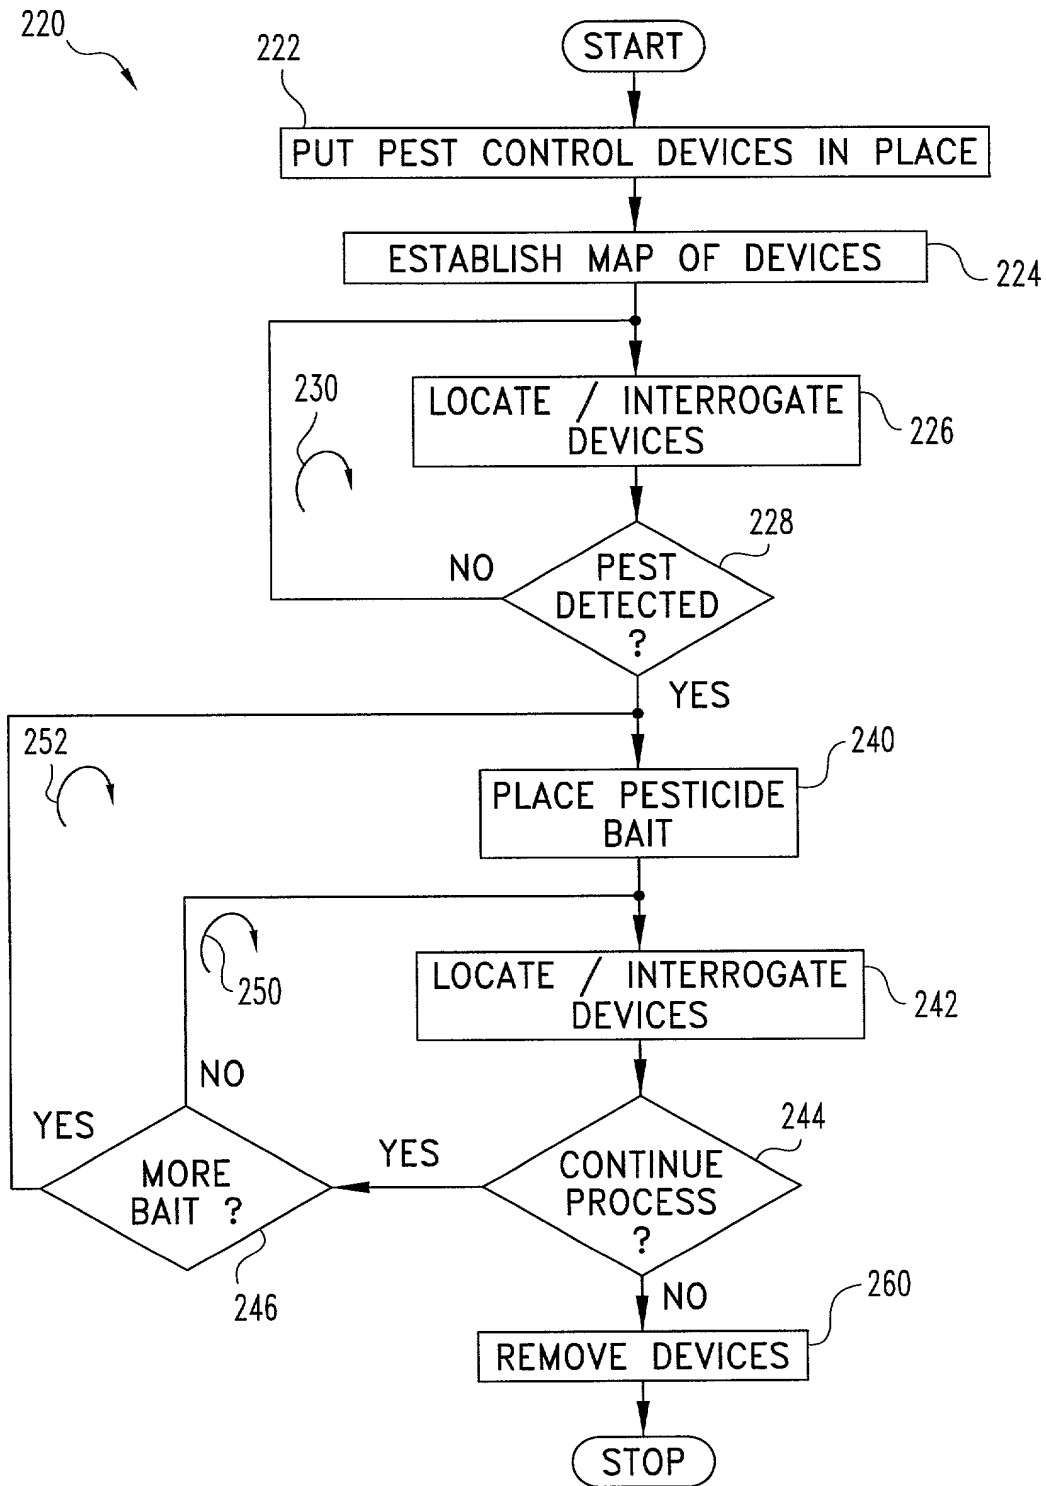 220
START
222
PUT PEST CONTROL DEVICES IN PLACE
ESTABLISH MAP OF DEVICES
224
230
LOCATE / INTERROGATE
DEVICES
226
228
NO
PEST
DETECTED
?
YES
252
240
PLACE PESTICIDE
BAIT
250
LOCATE / INTERROGATE
DEVICES
242
NO
YES
244
YES
MORE
BAIT ?
CONTINUE
PROCESS
?
246
NO
260
REMOVE DEVICES
STOP